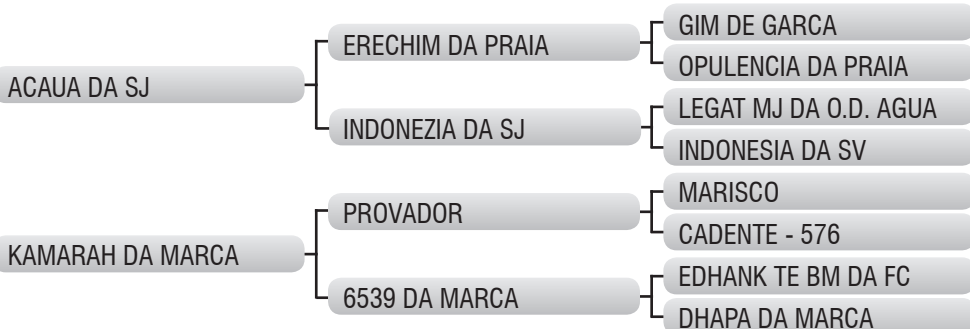 GIM DE GARCA
ERECHIM DA PRAIA
OPULENCIA DA PRAIA
ACAUA DA SJ
LEGAT MJ DA O.D. AGUA
INDONEZIA DA SJ
INDONESIA DA SV
MARISCO
PROVADOR
CADENTE - 576
KAMARAH DA MARCA
EDHANK TE BM DA FC
6539 DA MARCA
DHAPA DA MARCA